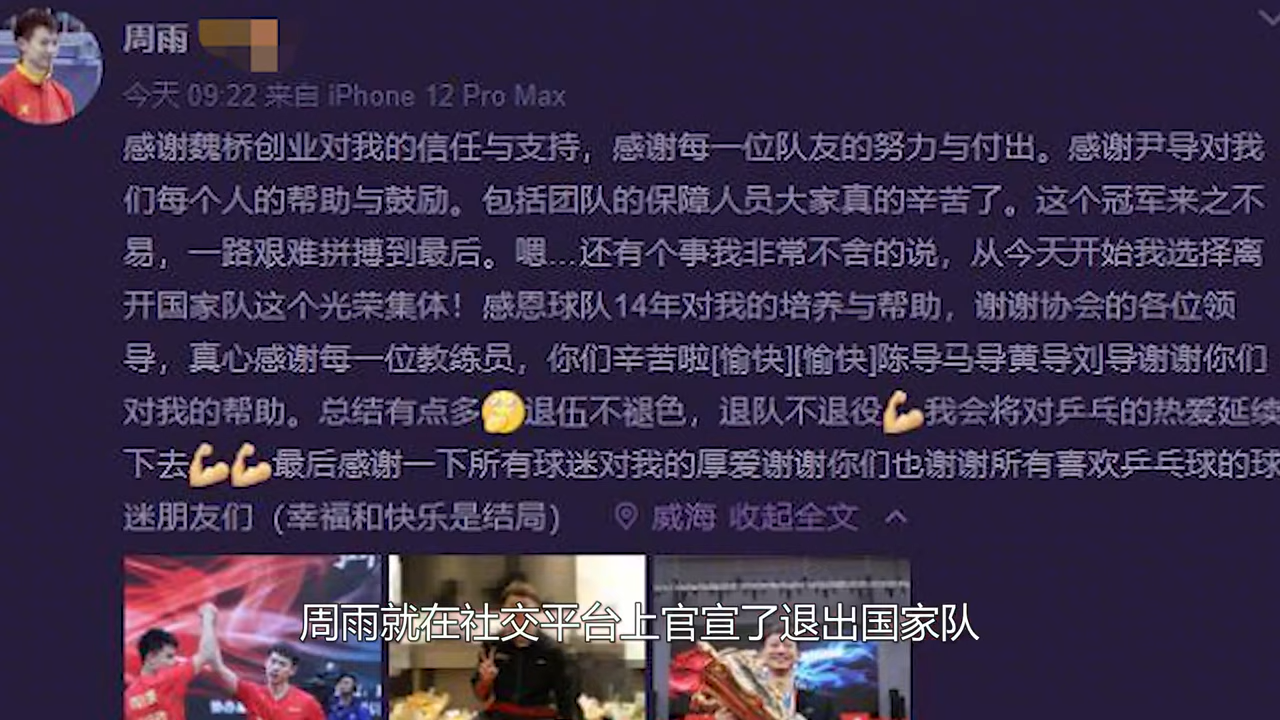 周雨
今天 09:22 来自 iPhone 12 Pro Max
感谢魏桥创业对我的信任与支持，感谢每一位队友的努力与付出。感谢尹导对我
们每个人的帮助与鼓励。包括团队的保障人员大家真的辛苦了。这个冠军来之不
易，一路艰难拼搏到最后。嗯...还有个事我非常不舍的说，从今天开始我选择离
开国家队这个光荣集体！感恩球队14年对我的培养与帮助，谢谢协会的各位领
导，真心感谢每一位教练员，你们辛苦啦[愉快][愉快]陈导马导黄导刘导谢谢你们
对我的帮助。总结有点多🤔退伍不褪色，退队不退役💪我会将对乒乓的热爱延续
下去💪💪最后感谢一下所有球迷对我的厚爱谢谢你们也谢谢所有喜欢乒乓球的球
迷朋友们（幸福和快乐是结局） 威海 收起全文
周雨就在社交平台上官宣了退出国家队